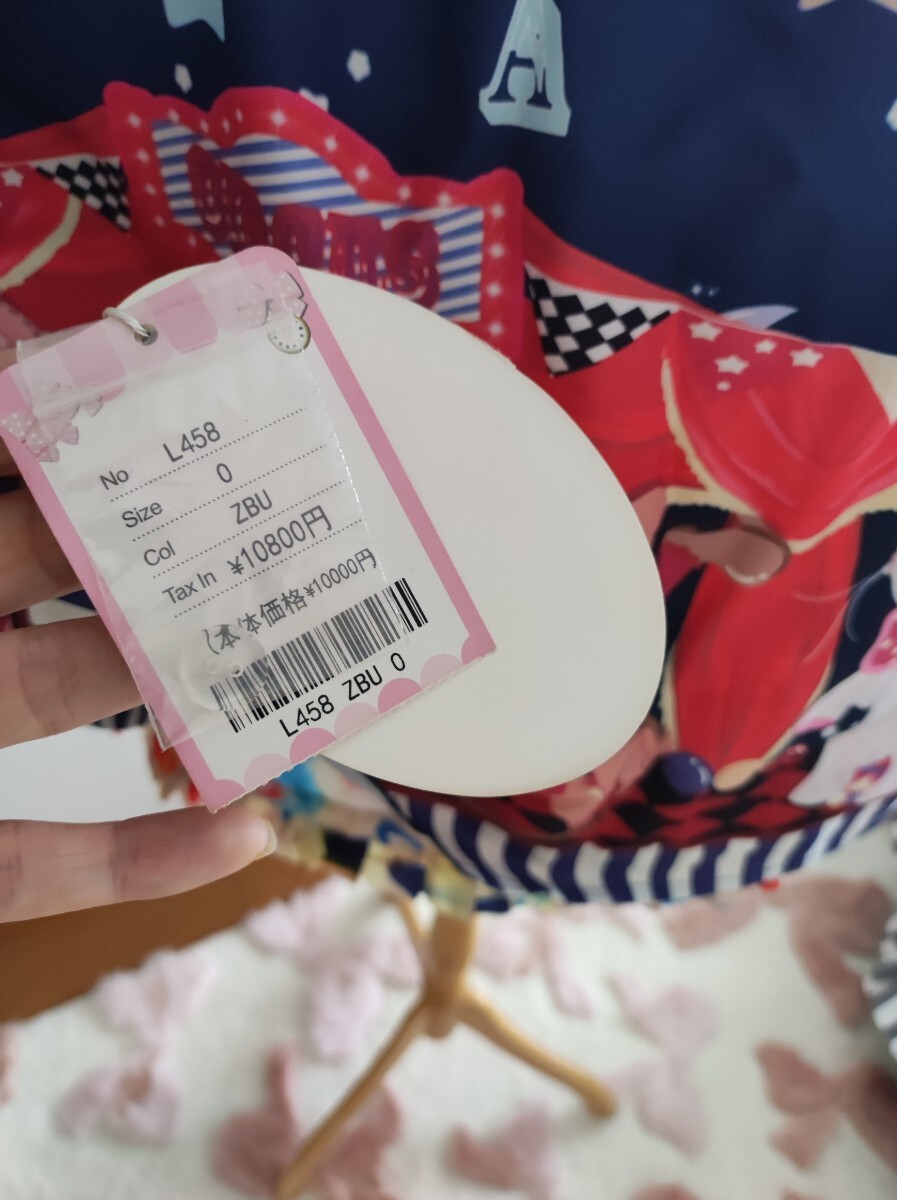 A
No L458
Size 0
Col ZBU
Tax In ¥10800円
(本体価格¥10000円
L458 ZBU 0